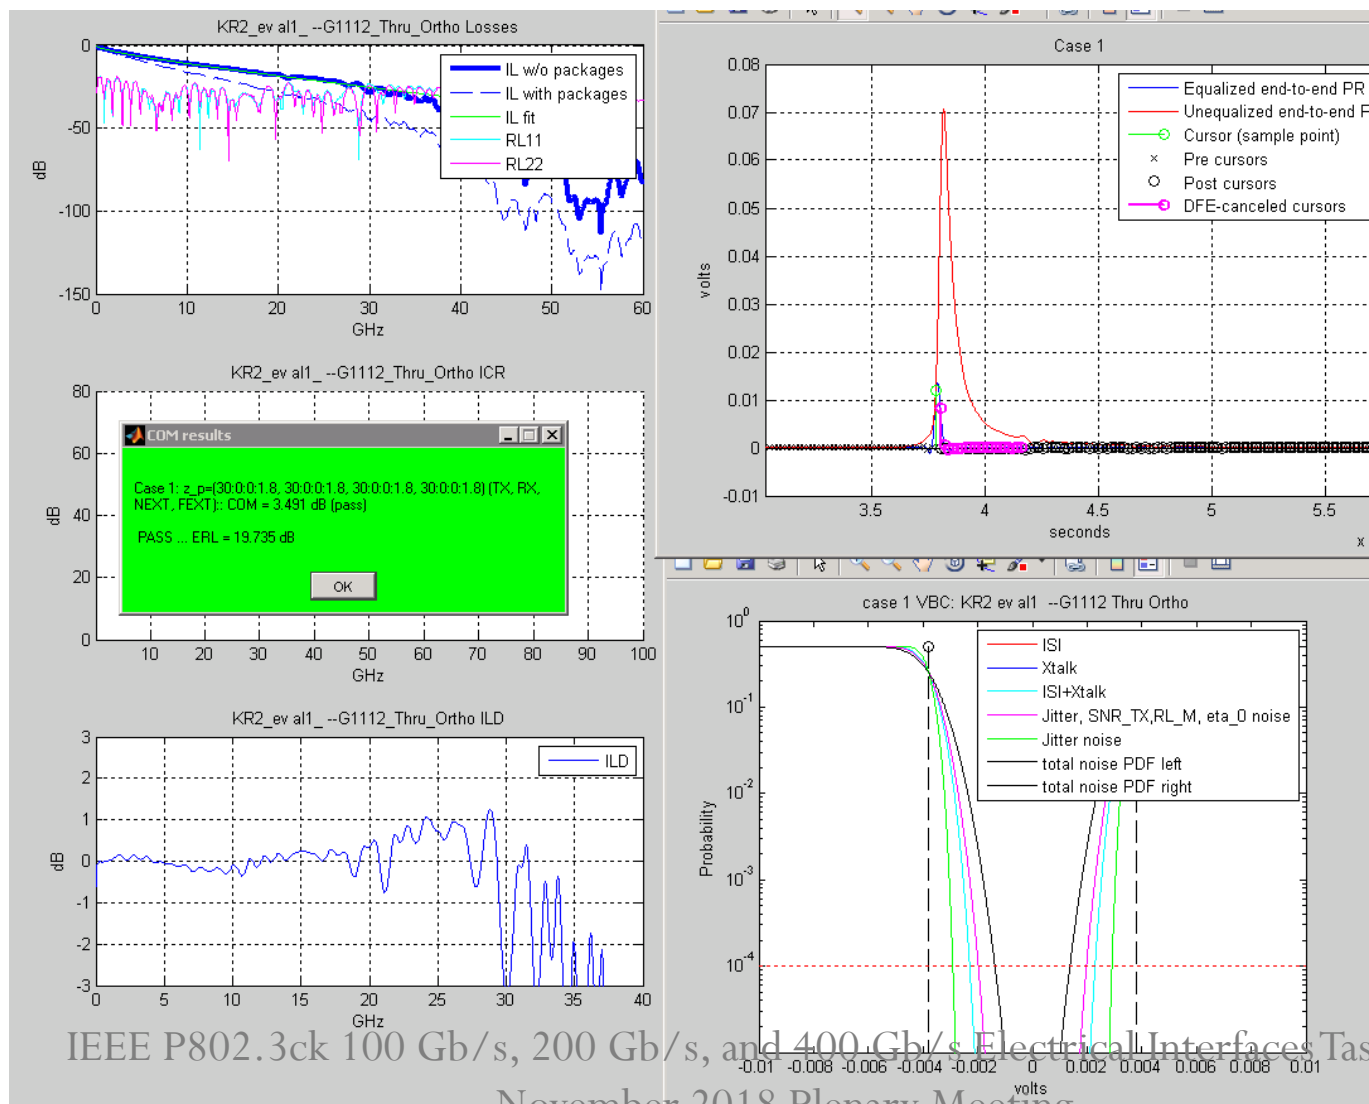 KR2_ev al1_ --G1112_Thru_Ortho Losses
0
-50
-100
-150
dB
0 10 20 30 40 50 60
GHz
IL w/o packages
IL with packages
IL fit
RL11
RL22
KR2_ev al1_ --G1112_Thru_Ortho ICR
80
60
40
20
0
dB
10 20 30 40 50 60 70 80 90 100
GHz
COM results
Case 1: z_p=(30:0:0:1.8, 30:0:0:1.8, 30:0:0:1.8, 30:0:0:1.8) (TX, RX,
NEXT, FEXT):: COM = 3.491 dB (pass)
PASS ... ERL = 19.735 dB
OK
KR2_ev al1_ --G1112_Thru_Ortho ILD
3
2
1
0
-1
-2
-3
dB
0 5 10 15 20 25 30 35 40
GHz
ILD
Case 1
0.08
0.07
0.06
0.05
0.04
0.03
0.02
0.01
0
-0.01
volts
3.5 4 4.5 5 5.5
seconds
x
Equalized end-to-end PR
Unequalized end-to-end P
Cursor (sample point)
Pre cursors
Post cursors
DFE-canceled cursors
case 1 VBC: KR2 ev al1 --G1112 Thru Ortho
10^0
10^-1
10^-2
10^-3
10^-4
Probability
-0.01 -0.008 -0.006 -0.004 -0.002 0 0.002 0.004 0.006 0.008 0.01
volts
ISI
Xtalk
ISI+Xtalk
Jitter, SNR_TX,RL_M, eta_0 noise
Jitter noise
total noise PDF left
total noise PDF right
IEEE P802.3ck 100 Gb/s, 200 Gb/s, and 400 Gb/s Electrical Interfaces Tas
November 2018 Plenary Meeting